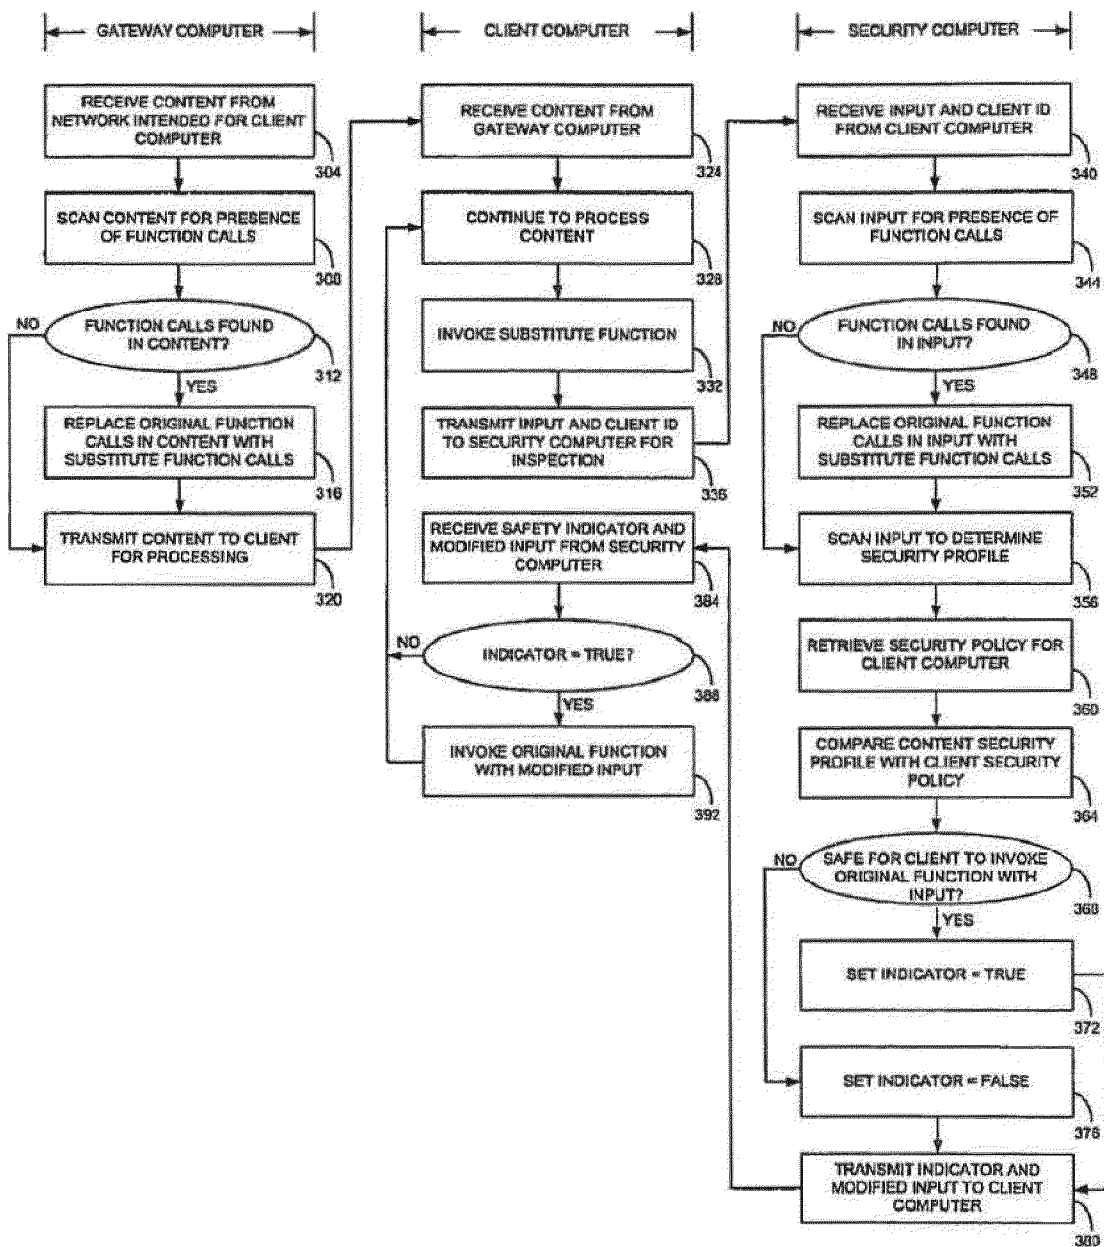 GATEWAY COMPUTER
RECEIVE CONTENT FROM
NETWORK INTENDED FOR CLIENT
COMPUTER
304
SCAN CONTENT FOR PRESENCE
OF FUNCTION CALLS
308
NO
FUNCTION CALLS FOUND
IN CONTENT?
312
YES
REPLACE ORIGINAL FUNCTION
CALLS IN CONTENT WITH
SUBSTITUTE FUNCTION CALLS
316
TRANSMIT CONTENT TO CLIENT
FOR PROCESSING
320
CLIENT COMPUTER
RECEIVE CONTENT FROM
GATEWAY COMPUTER
324
CONTINUE TO PROCESS
CONTENT
328
INVOKE SUBSTITUTE FUNCTION
332
TRANSMIT INPUT AND CLIENT ID
TO SECURITY COMPUTER FOR
INSPECTION
336
RECEIVE SAFETY INDICATOR AND
MODIFIED INPUT FROM SECURITY
COMPUTER
384
NO
INDICATOR = TRUE?
388
YES
INVOKE ORIGINAL FUNCTION
WITH MODIFIED INPUT
392
SECURITY COMPUTER
RECEIVE INPUT AND CLIENT ID
FROM CLIENT COMPUTER
340
SCAN INPUT FOR PRESENCE OF
FUNCTION CALLS
344
NO
FUNCTION CALLS FOUND
IN INPUT?
348
YES
REPLACE ORIGINAL FUNCTION
CALLS IN INPUT WITH
SUBSTITUTE FUNCTION CALLS
352
SCAN INPUT TO DETERMINE
SECURITY PROFILE
356
RETRIEVE SECURITY POLICY FOR
CLIENT COMPUTER
360
COMPARE CONTENT SECURITY
PROFILE WITH CLIENT SECURITY
POLICY
364
NO
SAFE FOR CLIENT TO INVOKE
ORIGINAL FUNCTION WITH
INPUT?
368
YES
SET INDICATOR = TRUE
372
SET INDICATOR = FALSE
376
TRANSMIT INDICATOR AND
MODIFIED INPUT TO CLIENT
COMPUTER
380